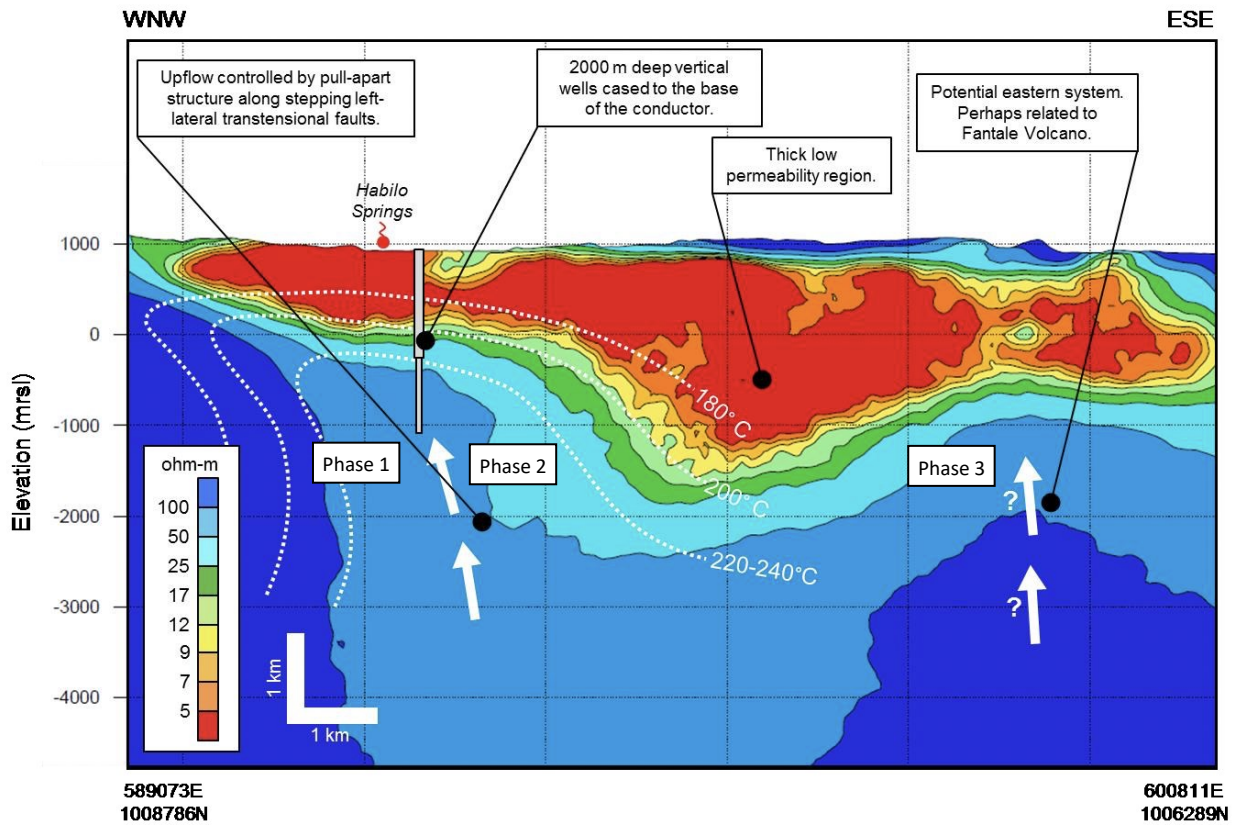 WNW
ESE
Upflow controlled by pull-apart
structure along stepping left-
lateral transtensional faults.
2000 m deep vertical
wells cased to the base
of the conductor.
Potential eastern system.
Perhaps related to
Fantale Volcano.
Thick low
permeability region.
Habilo
Springs
Elevation (mrsl)
1000
0
-1000
-2000
-3000
-4000
180° C
200° C
220-240°C
Phase 1
Phase 2
Phase 3
?
?
ohm-m
100
50
25
17
12
9
7
5
1 km
1 km
589073E
1008786N
600811E
1006289N